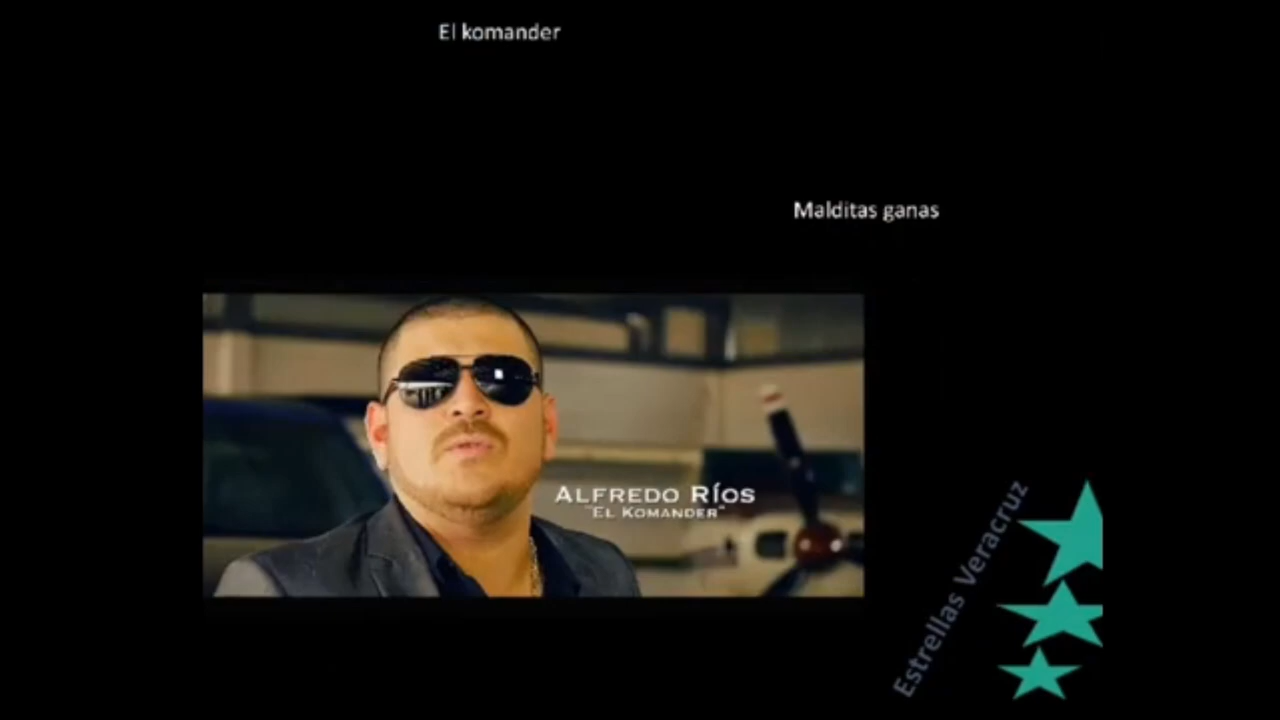 El komander
Malditas ganas
ALFREDO RÍOS
"EL KOMANDER"
Estrellas Veracruz